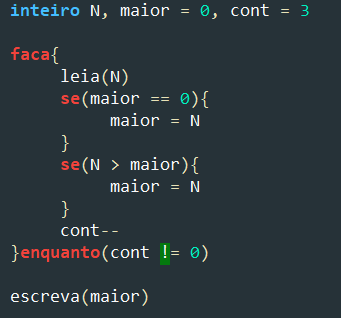 inteiro N, maior = 0, cont = 3
faca{
leia(N)
se(maior == 0){
maior = N
}
se(N > maior){
maior = N
}
cont--
}enquanto(cont != 0)
escreva(maior)